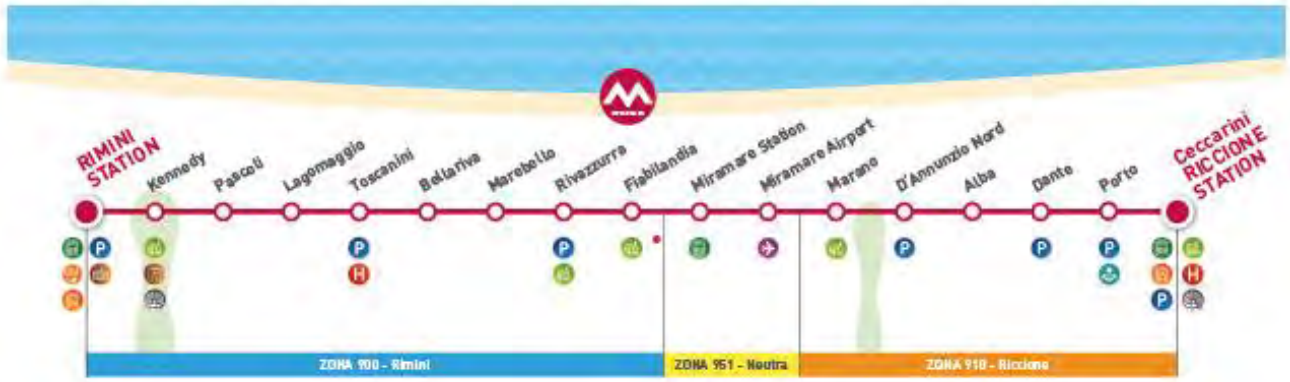 M
RIMINI
STATION
Kennedy
Pascoli
Lagomaggio
Toscanini
Bellariva
Marebello
Rivazzurra
Fiabilandia
Miramare Station
Miramare Airport
Marano
D'Annunzio Nord
Alba
Dante
Porto
Ceccarini
RICCIONE
STATION
P
P
P
P
P
P
H
H
P
ZONA 900 - Rimini
ZONA 951 - Neutra
ZONA 910 - Riccione